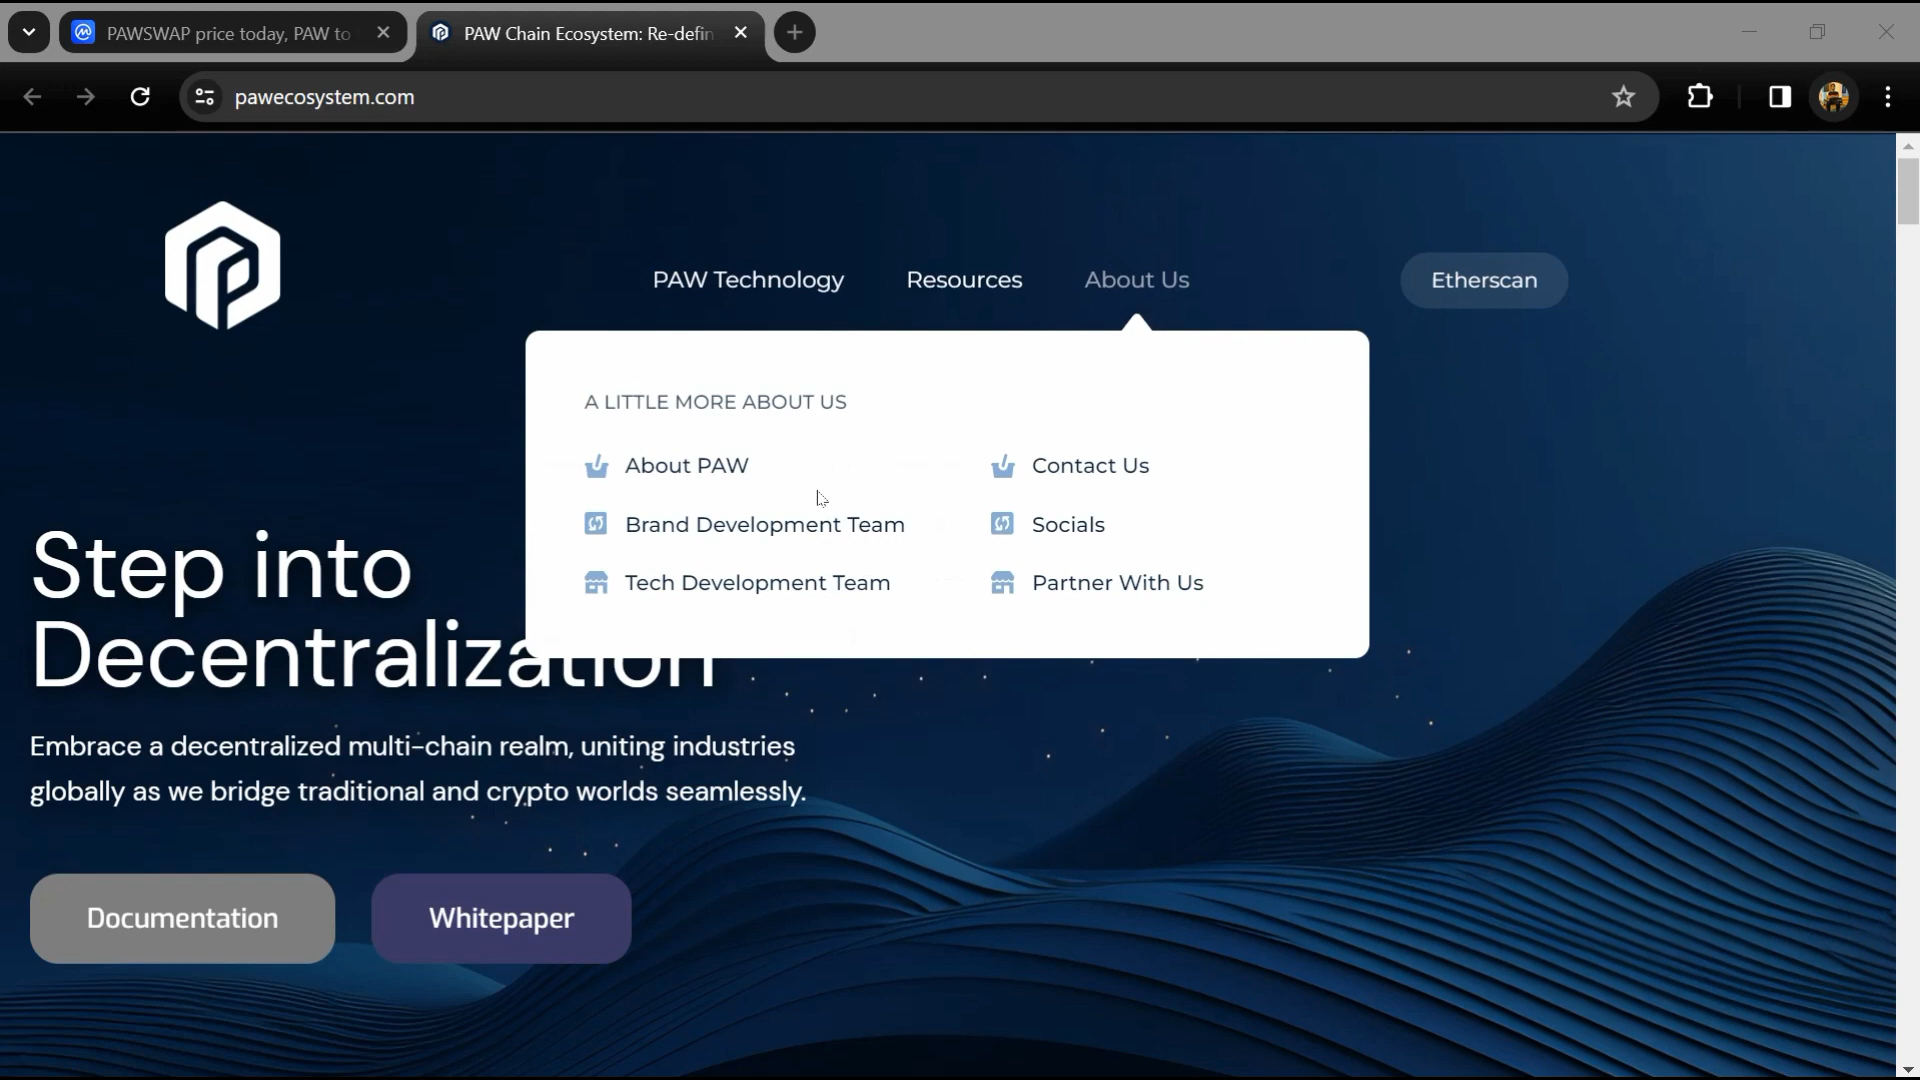 PAWSWAP price today, PAW to
PAW Chain Ecosystem: Re-defin
pawecosystem.com
PAW Technology
Resources
About Us
Etherscan
A LITTLE MORE ABOUT US
About PAW
Contact Us
Brand Development Team
Socials
Tech Development Team
Partner With Us
Step into
Decentralization
Embrace a decentralized multi-chain realm, uniting industries
globally as we bridge traditional and crypto worlds seamlessly.
Documentation
Whitepaper